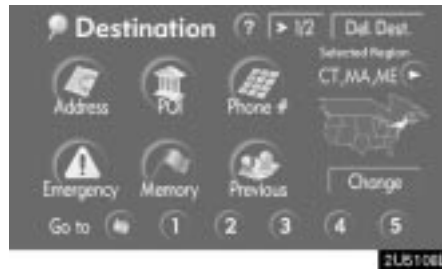 Destination ? > 1/2 Del. Dest.
Selected Region
CT,MA,ME
Address POI Phone #
Emergency Memory Previous Change
Go to 1 2 3 4 5